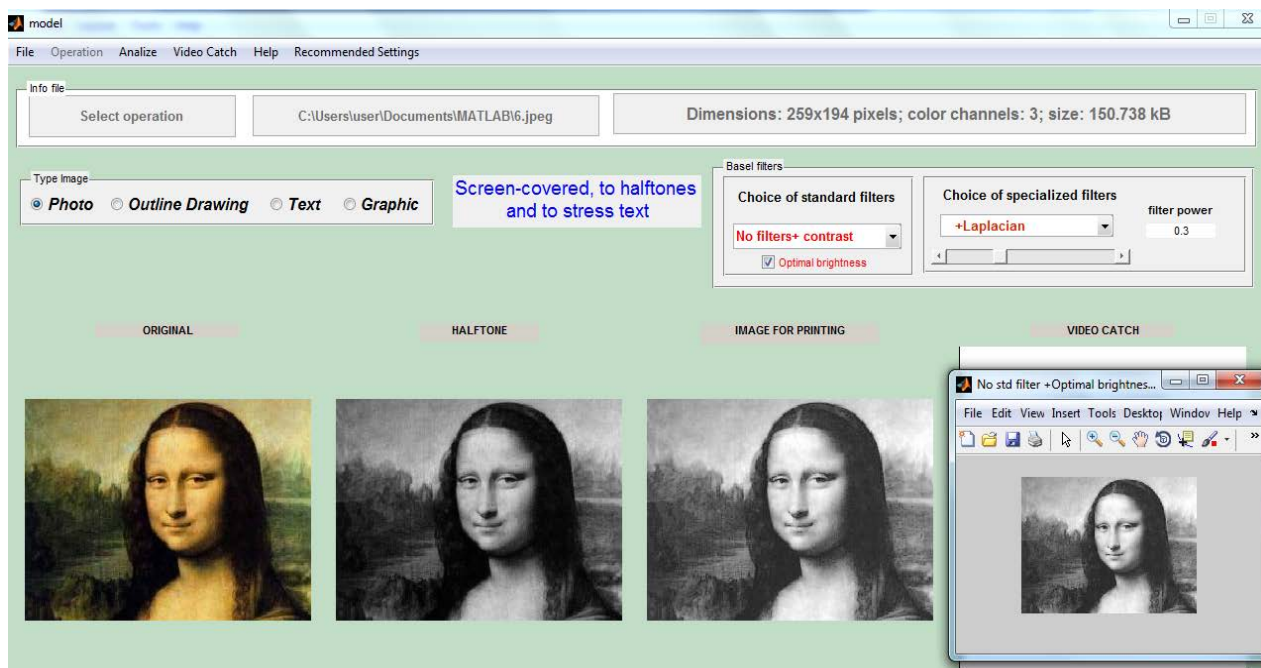 model
File Operation Analize Video Catch Help Recommended Settings
Info file
Select operation
C:\Users\user\Documents\MATLAB\6.jpeg
Dimensions: 259x194 pixels; color channels: 3; size: 150.738 kB
Type Image
Photo Outline Drawing Text Graphic
Screen-covered, to halftones
and to stress text
Basel filters
Choice of standard filters
No filters+ contrast
Optimal brightness
Choice of specialized filters
+Laplacian
filter power
0.3
ORIGINAL
HALFTONE
IMAGE FOR PRINTING
VIDEO CATCH
No std filter +Optimal brightnes...
File Edit View Insert Tools Desktop Window Help